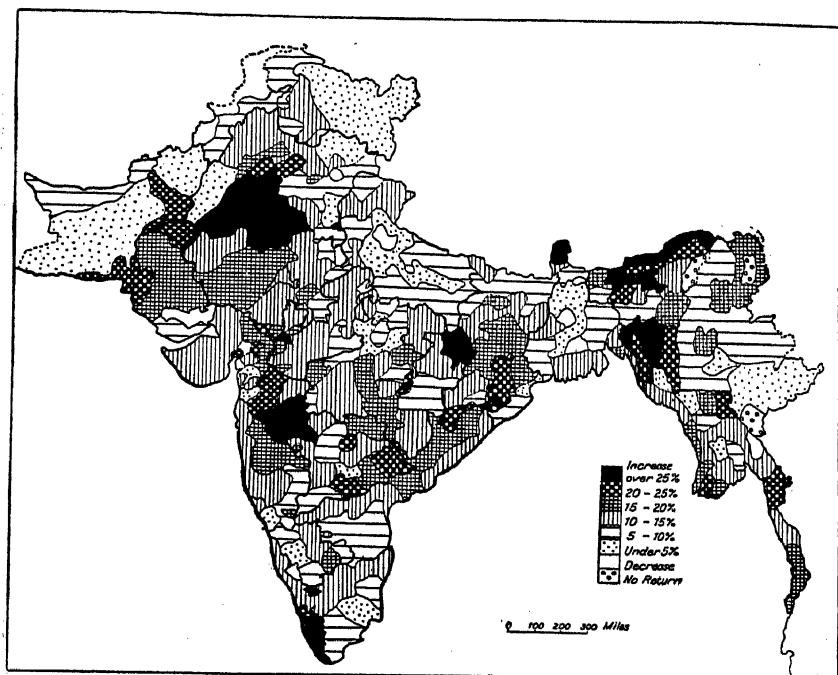 Increase
over 25%
20 - 25%
15 - 20%
10 - 15%
5 - 10%
Under 5%
Decrease
No Return
0 100 200 300 Miles